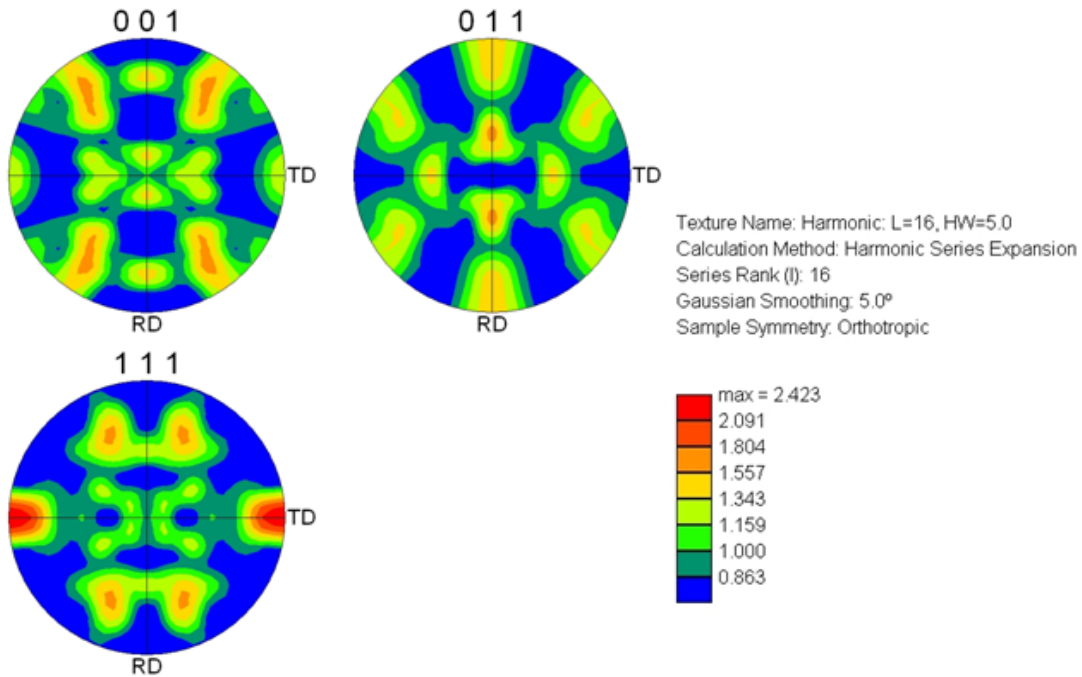 0 0 1
0 1 1
TD
TD
RD
RD
Texture Name: Harmonic: L=16, HW=5.0
Calculation Method: Harmonic Series Expansion
Series Rank (l): 16
Gaussian Smoothing: 5.0º
Sample Symmetry: Orthotropic
1 1 1
TD
RD
max = 2.423
2.091
1.804
1.557
1.343
1.159
1.000
0.863